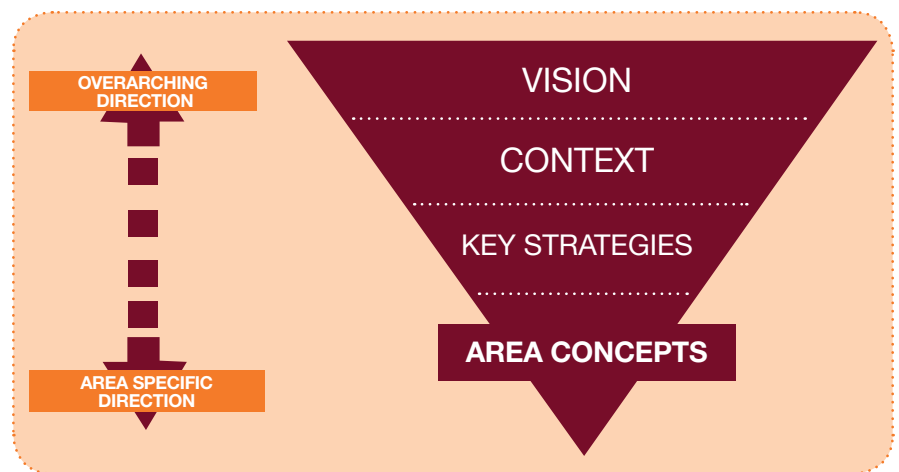 OVERARCHING
DIRECTION
VISION
CONTEXT
KEY STRATEGIES
AREA CONCEPTS
AREA SPECIFIC
DIRECTION